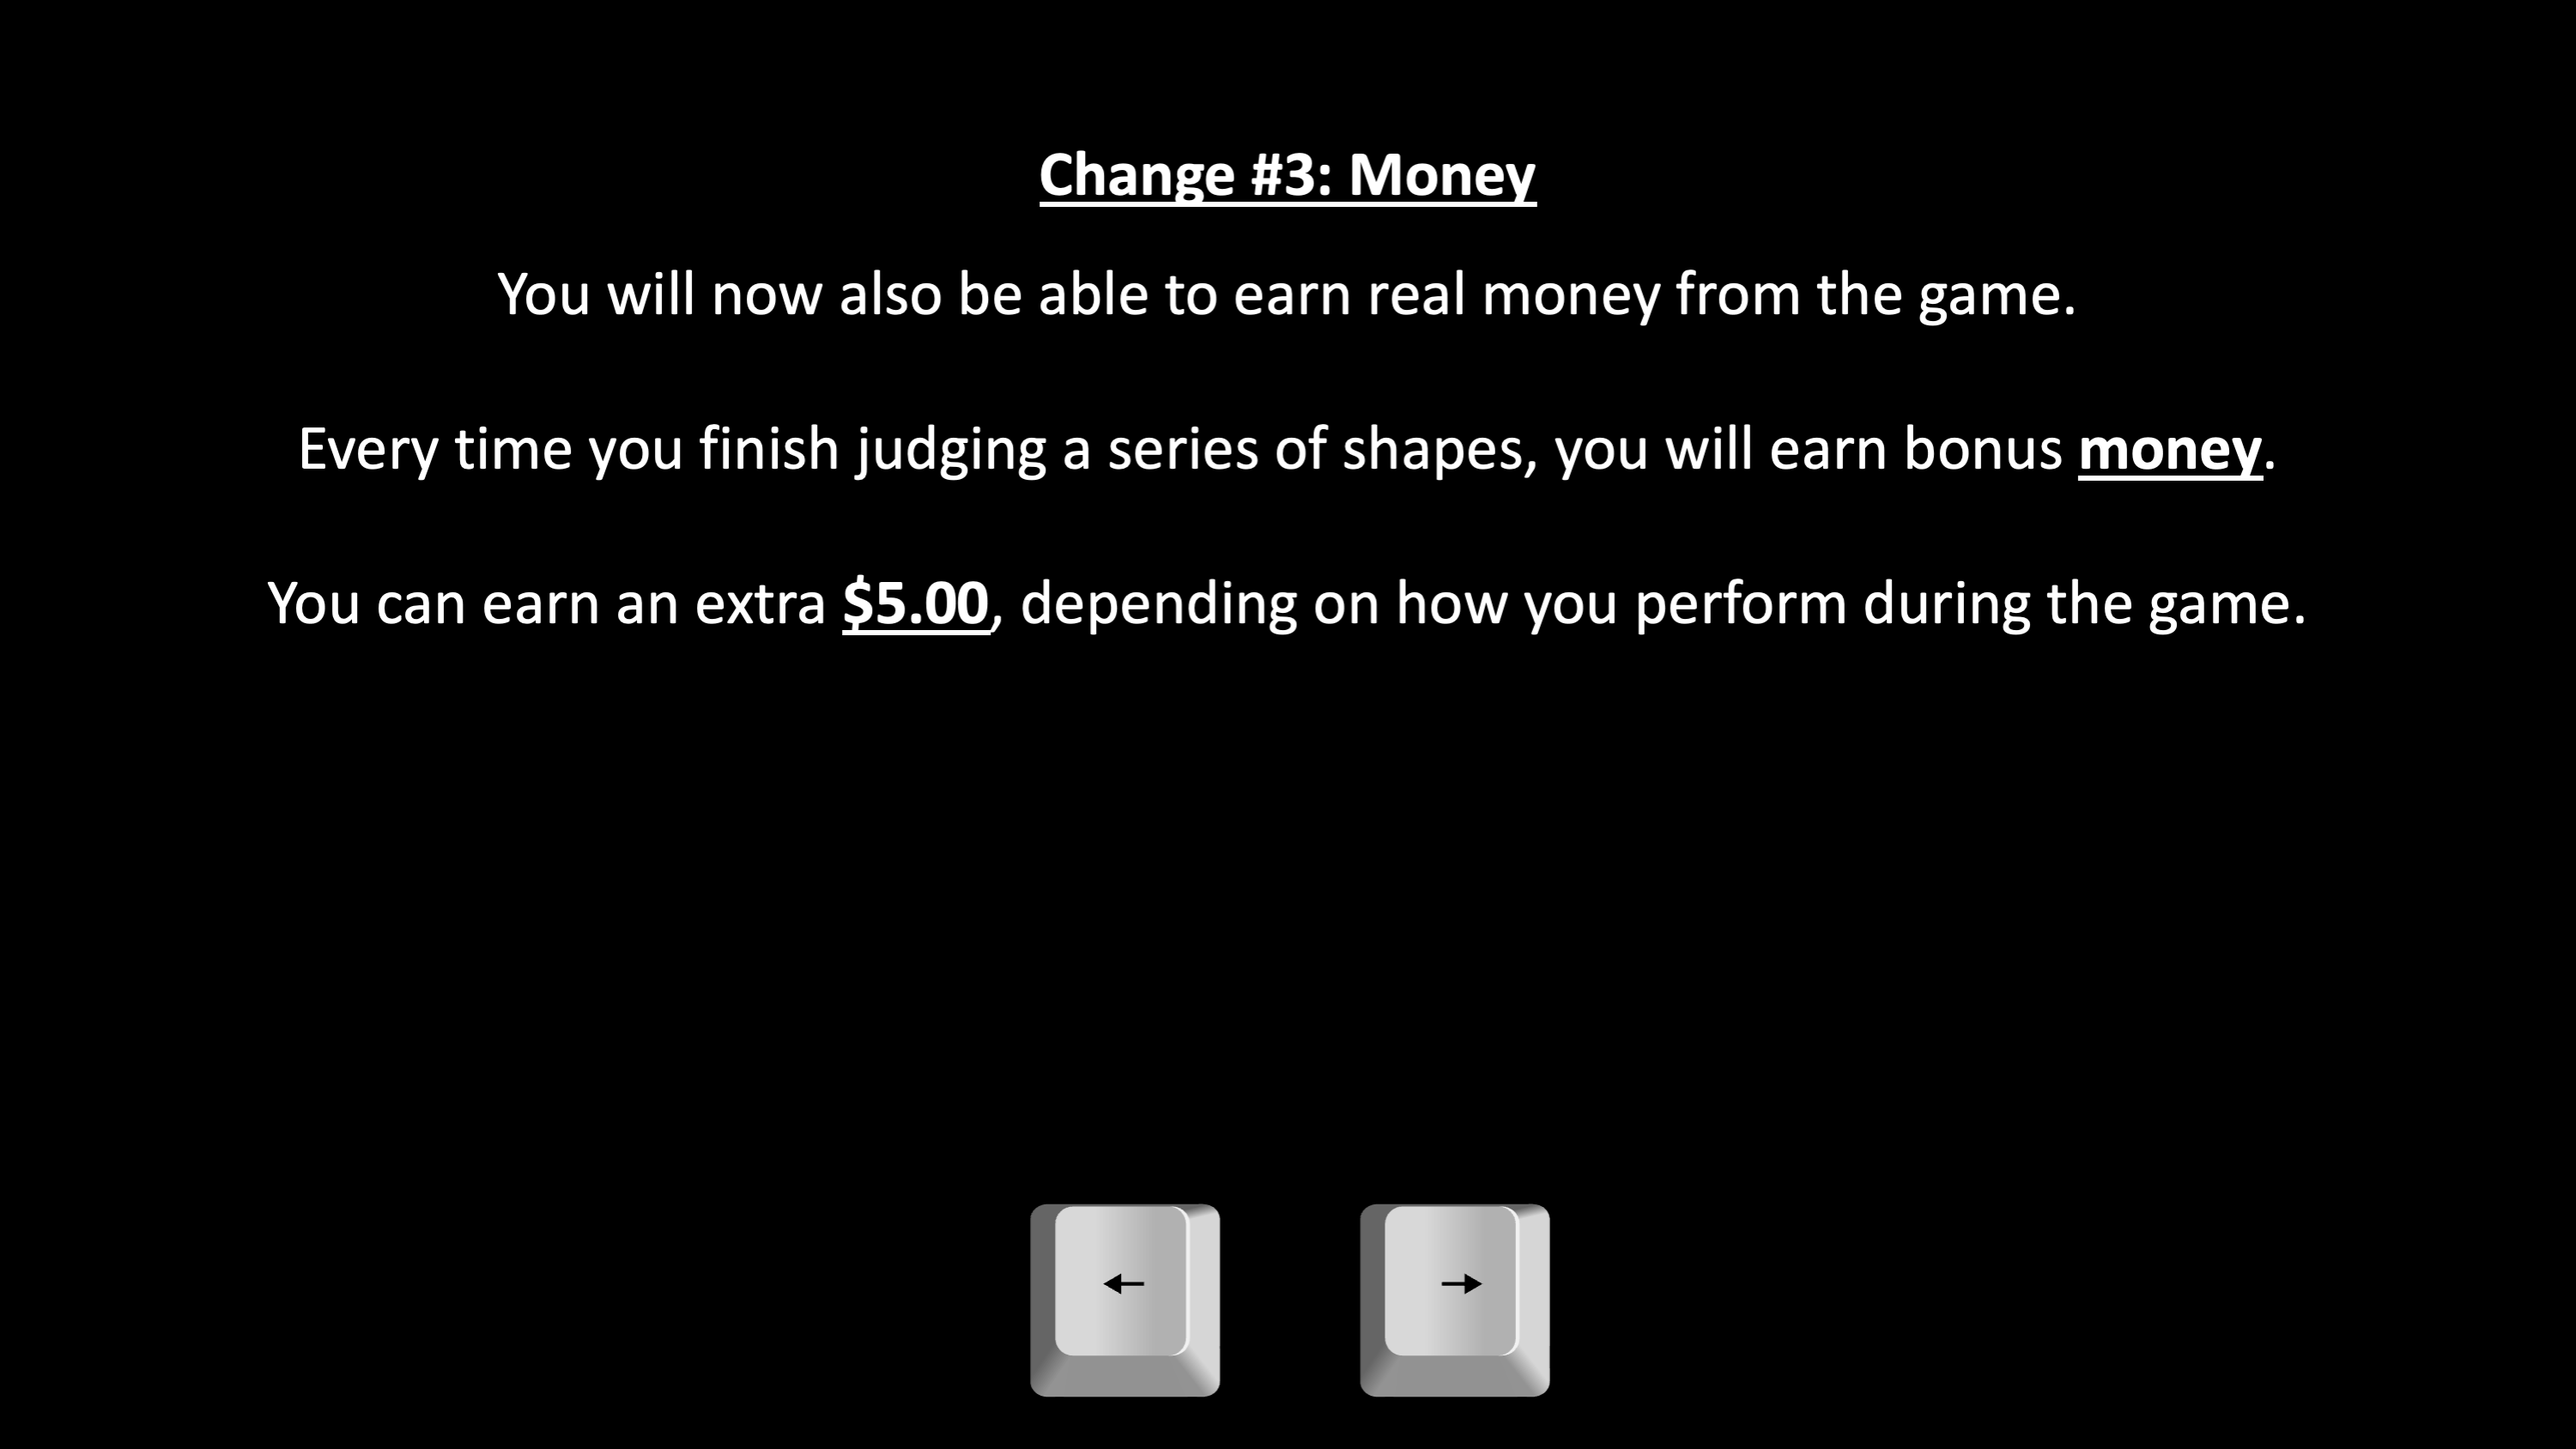 Change #3: Money
You will now also be able to earn real money from the game.
Every time you finish judging a series of shapes, you will earn bonus money.
You can earn an extra $5.00, depending on how you perform during the game.
← →